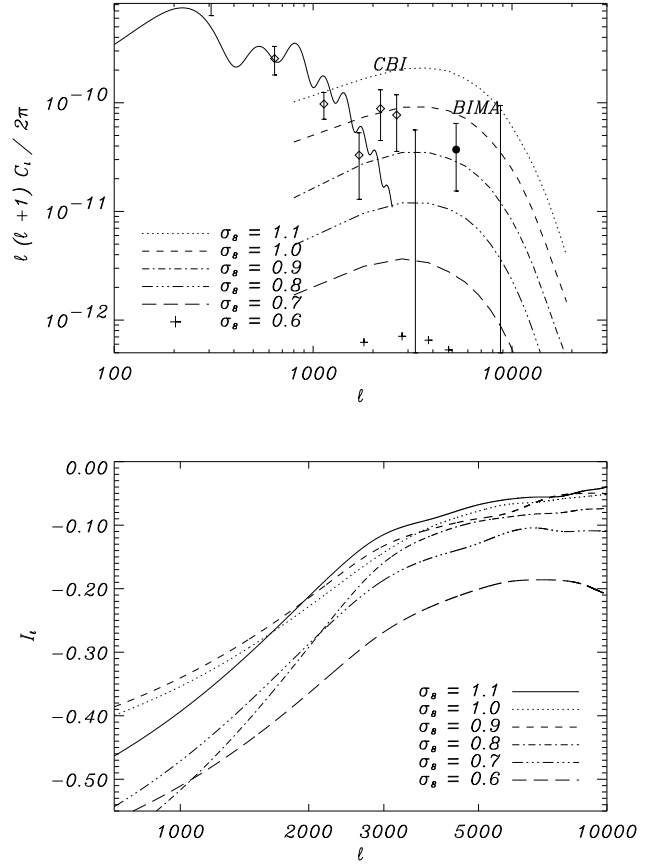 CBI
BIMA
10⁻¹⁰
10⁻¹¹
10⁻¹²
ℓ (ℓ + 1) Cₗ / 2π
σ₈ = 1.1
σ₈ = 1.0
σ₈ = 0.9
σ₈ = 0.8
σ₈ = 0.7
σ₈ = 0.6
100
1000
10000
ℓ
0.00
−0.10
−0.20
−0.30
−0.40
−0.50
Iₗ
σ₈ = 1.1
σ₈ = 1.0
σ₈ = 0.9
σ₈ = 0.8
σ₈ = 0.7
σ₈ = 0.6
1000
2000
3000
5000
10000
ℓ